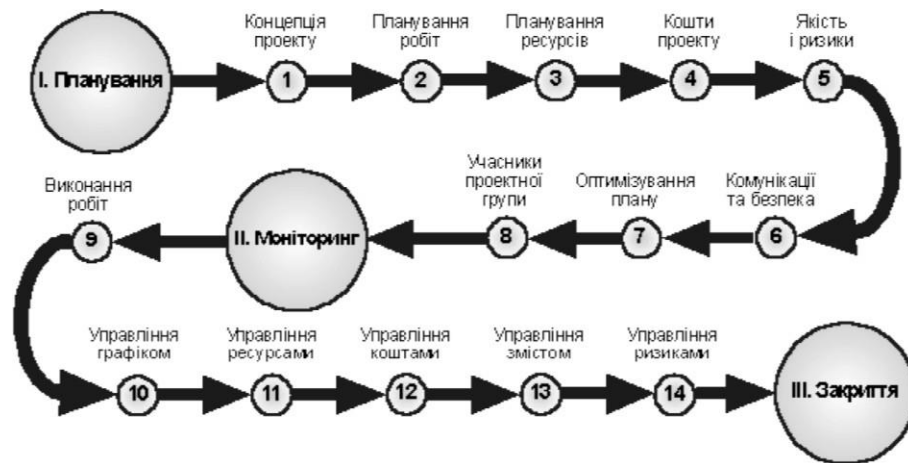 I. Планування
Концепція
проекту
1
Планування
робіт
2
Планування
ресурсів
3
Кошти
проекту
4
Якість
і ризики
5
Комунікації
та безпека
6
Оптимізування
плану
7
Учасники
проектної
групи
8
II. Моніторинг
Виконання
робіт
9
Управління
графіком
10
Управління
ресурсами
11
Управління
коштами
12
Управління
змістом
13
Управління
ризиками
14
III. Закриття